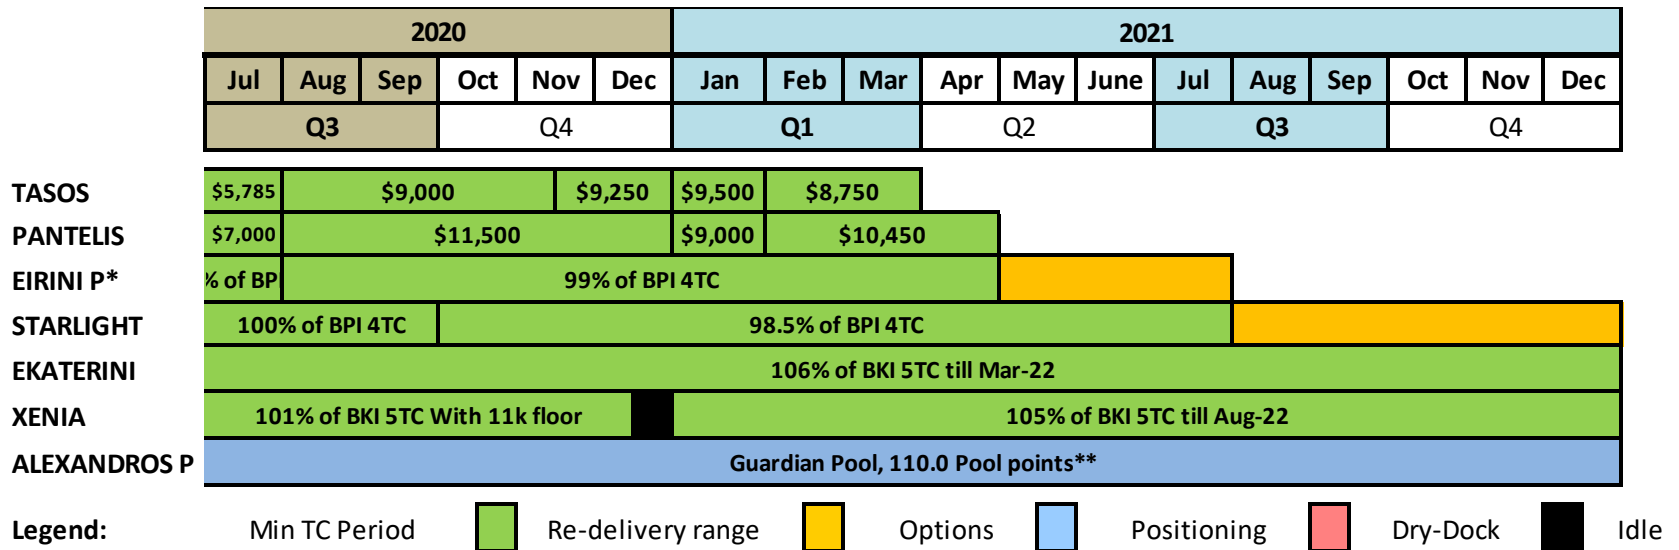 2020 2021
Jul Aug Sep Oct Nov Dec Jan Feb Mar Apr May June Jul Aug Sep Oct Nov Dec
Q3 Q4 Q1 Q2 Q3 Q4
TASOS $5,785 $9,000 $9,250 $9,500 $8,750
PANTELIS $7,000 $11,500 $9,000 $10,450
EIRINI P* % of BP 99% of BPI 4TC
STARLIGHT 100% of BPI 4TC 98.5% of BPI 4TC
EKATERINI 106% of BKI 5TC till Mar-22
XENIA 101% of BKI 5TC With 11k floor 105% of BKI 5TC till Aug-22
ALEXANDROS P Guardian Pool, 110.0 Pool points**
Legend: Min TC Period Re-delivery range Options Positioning Dry-Dock Idle